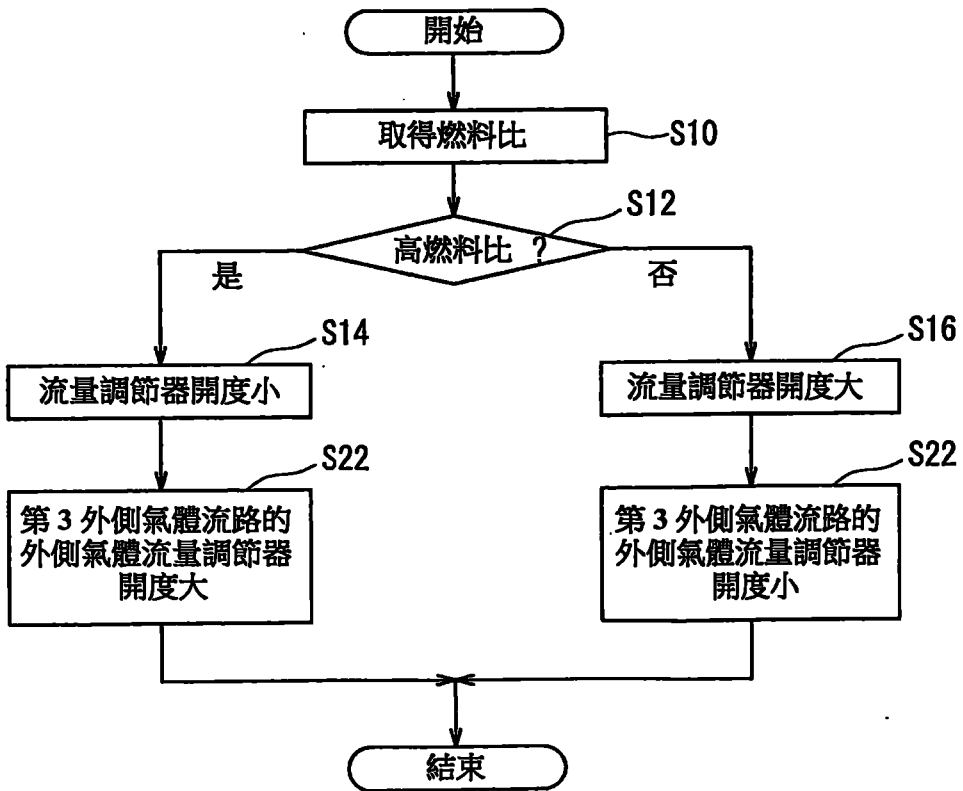 開始
取得燃料比
S10
S12
高燃料比 ?
是
否
S14
流量調節器開度小
S16
流量調節器開度大
S22
第3外側氣體流路的
外側氣體流量調節器
開度大
S22
第3外側氣體流路的
外側氣體流量調節器
開度小
結束